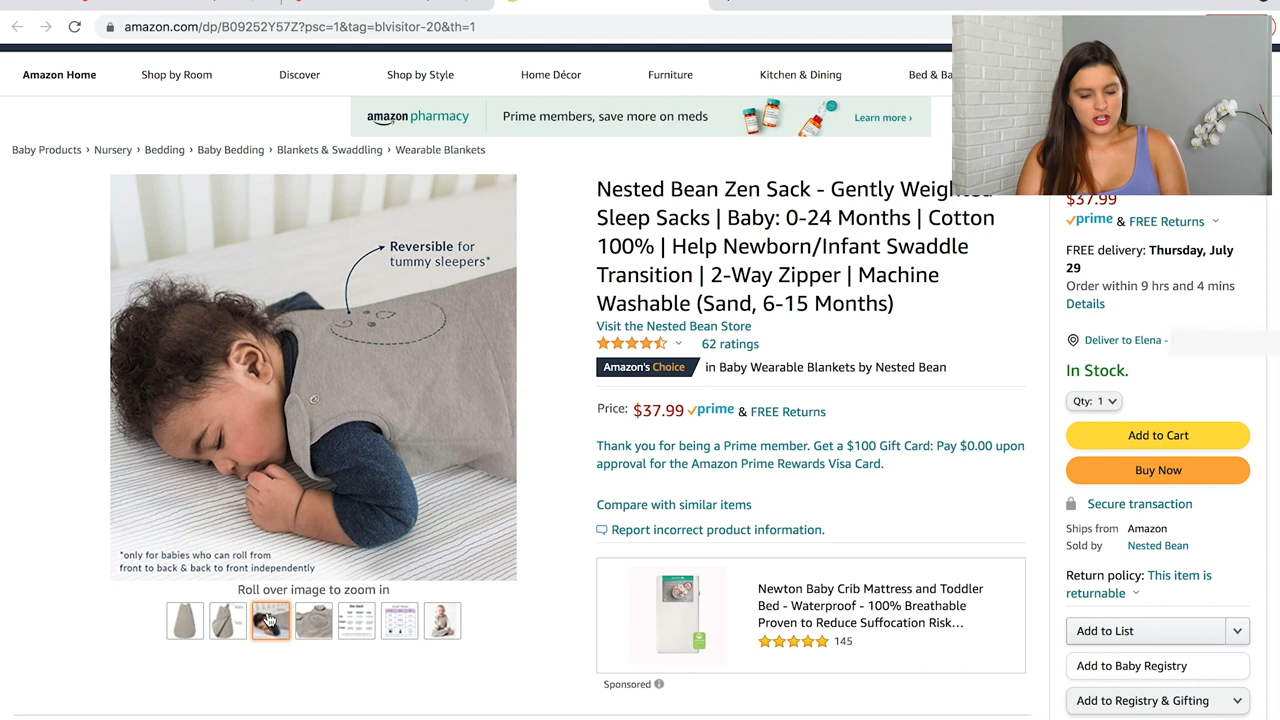 amazon.com/dp/B09252Y57Z?psc=1&tag=blvisitor-20&th=1
Amazon Home
Shop by Room
Discover
Shop by Style
Home Décor
Furniture
Kitchen & Dining
Bed &
amazon pharmacy
Prime members, save more on meds
Learn more ›
Baby Products › Nursery › Bedding › Baby Bedding › Blankets & Swaddling › Wearable Blankets
Reversible for
tummy sleepers*
*only for babies who can roll from
front to back & back to front independently
Roll over image to zoom in
Nested Bean Zen Sack - Gently Weighted
Sleep Sacks | Baby: 0-24 Months | Cotton
100% | Help Newborn/Infant Swaddle
Transition | 2-Way Zipper | Machine
Washable (Sand, 6-15 Months)
Visit the Nested Bean Store
62 ratings
Amazon's Choice in Baby Wearable Blankets by Nested Bean
Price: $37.99 prime & FREE Returns
Thank you for being a Prime member. Get a $100 Gift Card: Pay $0.00 upon
approval for the Amazon Prime Rewards Visa Card.
Compare with similar items
Report incorrect product information.
Newton Baby Crib Mattress and Toddler
Bed - Waterproof - 100% Breathable
Proven to Reduce Suffocation Risk...
145
Sponsored
$37.99
prime & FREE Returns
FREE delivery: Thursday, July
29
Order within 9 hrs and 4 mins
Details
Deliver to Elena -
In Stock.
Qty: 1
Add to Cart
Buy Now
Secure transaction
Ships from Amazon
Sold by Nested Bean
Return policy: This item is
returnable
Add to List
Add to Baby Registry
Add to Registry & Gifting